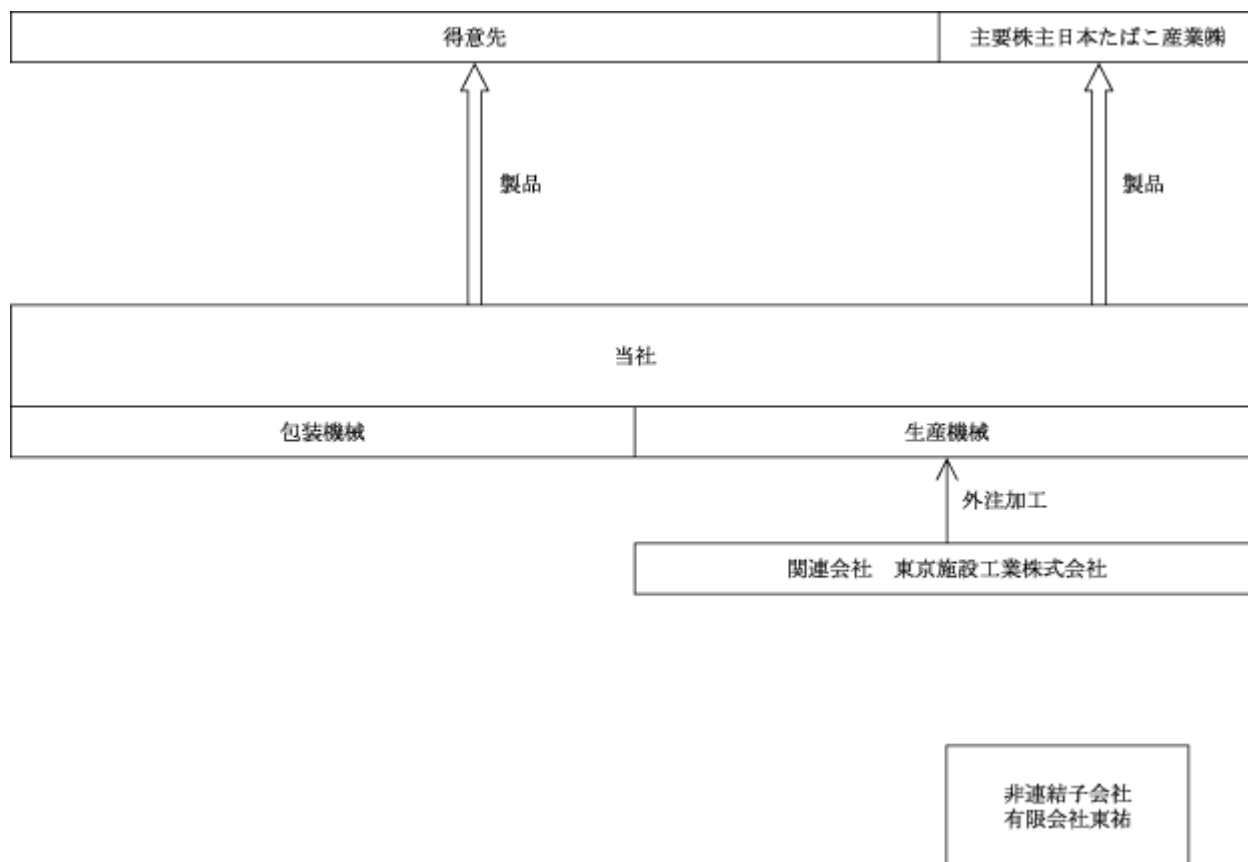 得意先
主要株主日本たばこ産業㈱
製品
製品
当社
包装機械
生産機械
外注加工
関連会社　東京施設工業株式会社
非連結子会社
有限会社東祐